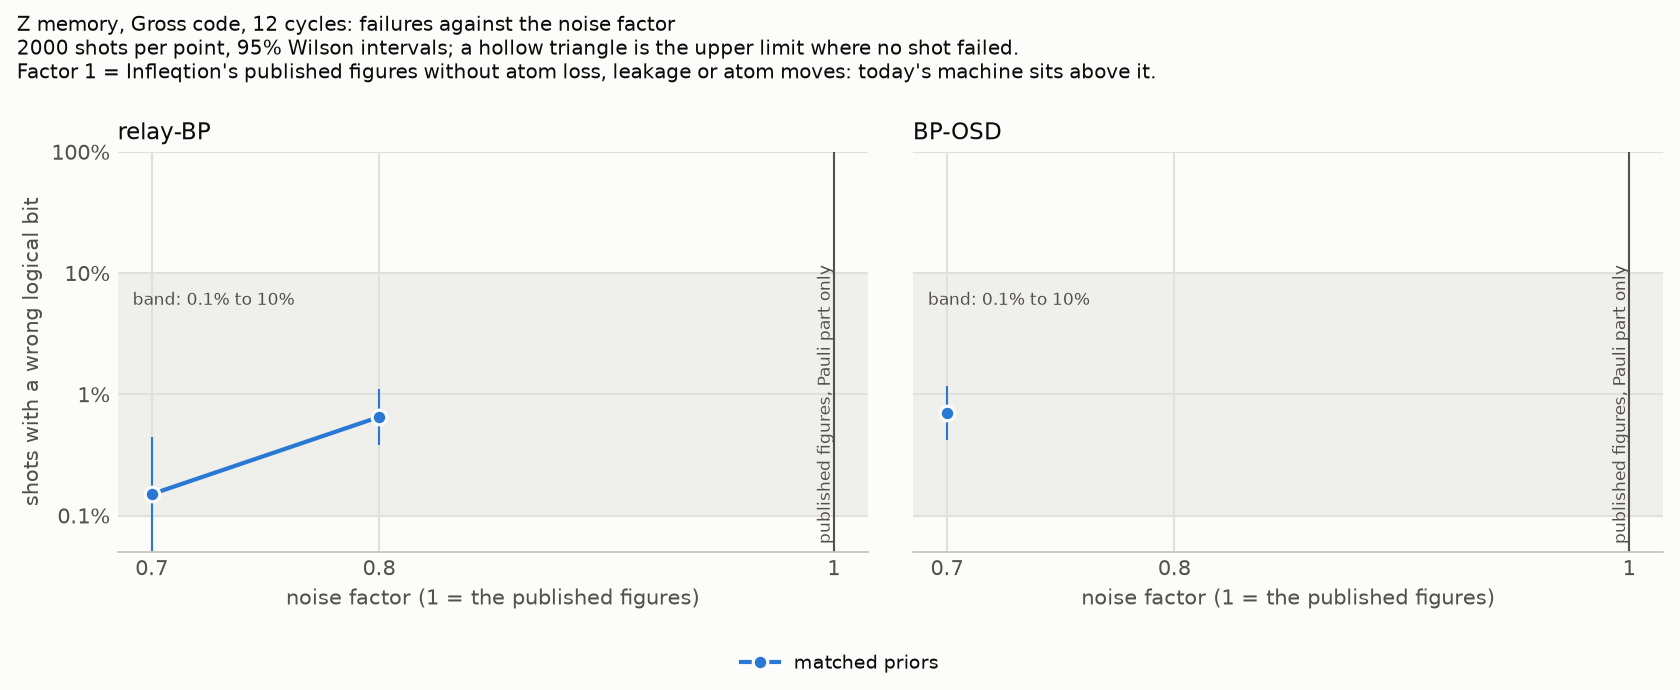 Z memory, Gross code, 12 cycles: failures against the noise factor
2000 shots per point, 95% Wilson intervals; a hollow triangle is the upper limit where no shot failed.
Factor 1 = Infleqtion's published figures without atom loss, leakage or atom moves: today's machine sits above it.
relay-BP
shots with a wrong logical bit
100%
10%
1%
0.1%
band: 0.1% to 10%
published figures, Pauli part only
0.7
0.8
1
noise factor (1 = the published figures)
BP-OSD
band: 0.1% to 10%
published figures, Pauli part only
0.7
0.8
1
noise factor (1 = the published figures)
matched priors